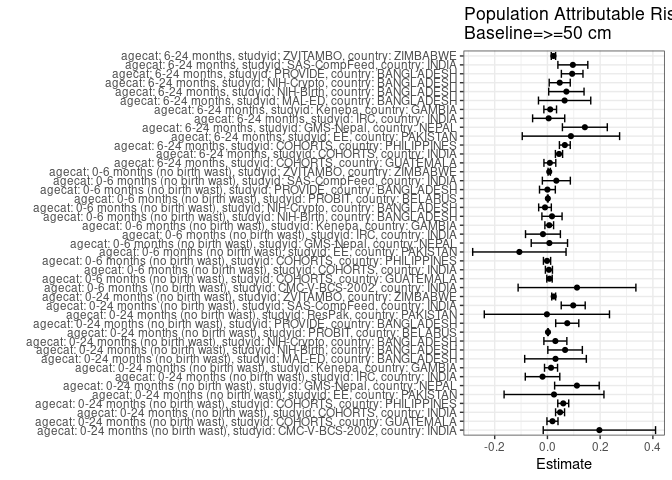 Population Attributable Ris
Baseline=>=50 cm
agecat: 6-24 months, studyid: ZVITAMBO, country: ZIMBABWE
agecat: 6-24 months, studyid: SAS-CompFeed, country: INDIA
agecat: 6-24 months, studyid: PROVIDE, country: BANGLADESH
agecat: 6-24 months, studyid: NIH-Crypto, country: BANGLADESH
agecat: 6-24 months, studyid: NIH-Birth, country: BANGLADESH
agecat: 6-24 months, studyid: MAL-ED, country: BANGLADESH
agecat: 6-24 months, studyid: Keneba, country: GAMBIA
agecat: 6-24 months, studyid: IRC, country: INDIA
agecat: 6-24 months, studyid: GMS-Nepal, country: NEPAL
agecat: 6-24 months, studyid: EE, country: PAKISTAN
agecat: 6-24 months, studyid: COHORTS, country: PHILIPPINES
agecat: 6-24 months, studyid: COHORTS, country: INDIA
agecat: 6-24 months, studyid: COHORTS, country: GUATEMALA
agecat: 0-6 months (no birth wast), studyid: ZVITAMBO, country: ZIMBABWE
agecat: 0-6 months (no birth wast), studyid: SAS-CompFeed, country: INDIA
agecat: 0-6 months (no birth wast), studyid: PROVIDE, country: BANGLADESH
agecat: 0-6 months (no birth wast), studyid: PROBIT, country: BELARUS
agecat: 0-6 months (no birth wast), studyid: NIH-Crypto, country: BANGLADESH
agecat: 0-6 months (no birth wast), studyid: NIH-Birth, country: BANGLADESH
agecat: 0-6 months (no birth wast), studyid: Keneba, country: GAMBIA
agecat: 0-6 months (no birth wast), studyid: IRC, country: INDIA
agecat: 0-6 months (no birth wast), studyid: GMS-Nepal, country: NEPAL
agecat: 0-6 months (no birth wast), studyid: EE, country: PAKISTAN
agecat: 0-6 months (no birth wast), studyid: COHORTS, country: PHILIPPINES
agecat: 0-6 months (no birth wast), studyid: COHORTS, country: INDIA
agecat: 0-6 months (no birth wast), studyid: COHORTS, country: GUATEMALA
agecat: 0-6 months (no birth wast), studyid: CMC-V-BCS-2002, country: INDIA
agecat: 0-24 months (no birth wast), studyid: ZVITAMBO, country: ZIMBABWE
agecat: 0-24 months (no birth wast), studyid: SAS-CompFeed, country: INDIA
agecat: 0-24 months (no birth wast), studyid: ResPak, country: PAKISTAN
agecat: 0-24 months (no birth wast), studyid: PROVIDE, country: BANGLADESH
agecat: 0-24 months (no birth wast), studyid: PROBIT, country: BELARUS
agecat: 0-24 months (no birth wast), studyid: NIH-Crypto, country: BANGLADESH
agecat: 0-24 months (no birth wast), studyid: NIH-Birth, country: BANGLADESH
agecat: 0-24 months (no birth wast), studyid: MAL-ED, country: BANGLADESH
agecat: 0-24 months (no birth wast), studyid: Keneba, country: GAMBIA
agecat: 0-24 months (no birth wast), studyid: IRC, country: INDIA
agecat: 0-24 months (no birth wast), studyid: GMS-Nepal, country: NEPAL
agecat: 0-24 months (no birth wast), studyid: EE, country: PAKISTAN
agecat: 0-24 months (no birth wast), studyid: COHORTS, country: PHILIPPINES
agecat: 0-24 months (no birth wast), studyid: COHORTS, country: INDIA
agecat: 0-24 months (no birth wast), studyid: COHORTS, country: GUATEMALA
agecat: 0-24 months (no birth wast), studyid: CMC-V-BCS-2002, country: INDIA
-0.2 0.0 0.2 0.4
Estimate